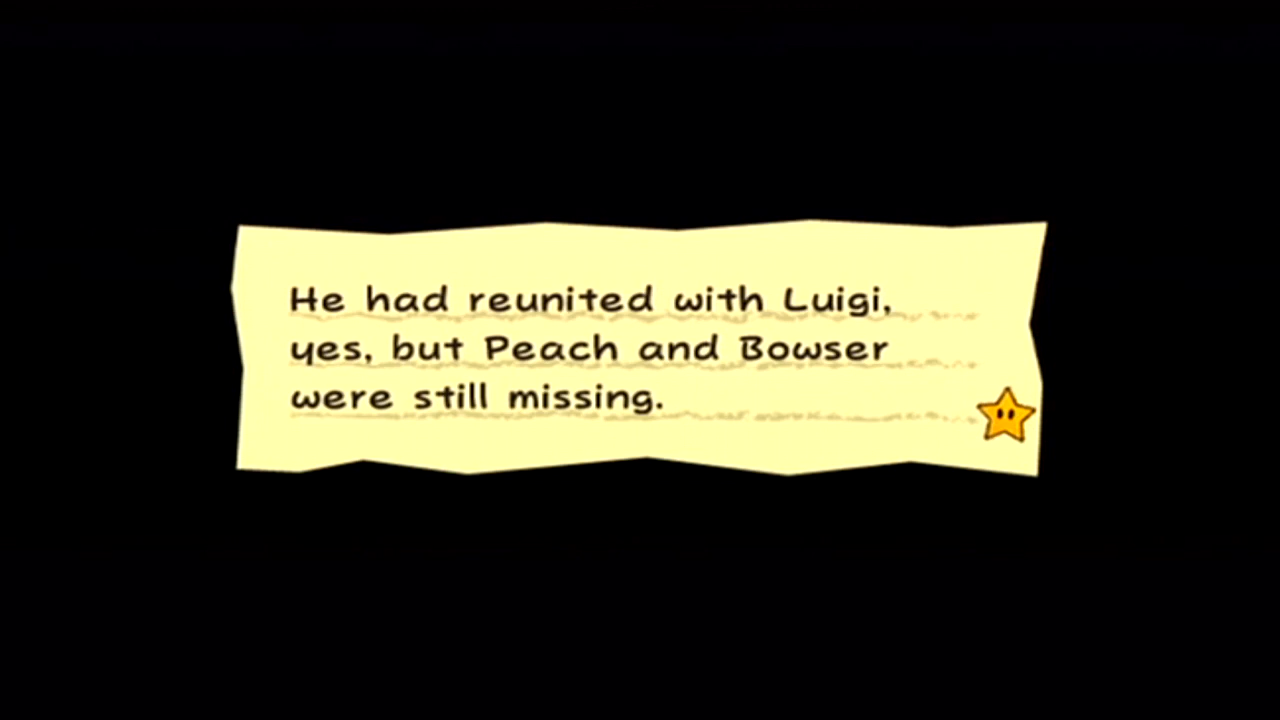 He had reunited with Luigi,
yes, but Peach and Bowser
were still missing.